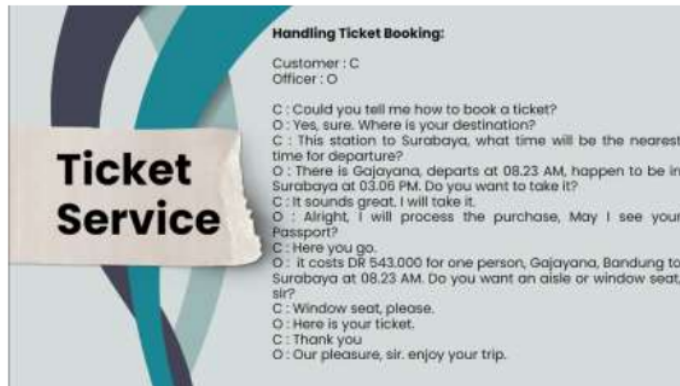 Ticket
Service
Handling Ticket Booking:
Customer : C
Officer : O
C : Could you tell me how to book a ticket?
O : Yes, sure. Where is your destination?
C : This station to Surabaya, what time will be the nearest
time for departure?
O : There is Gajayana, departs at 08.23 AM, happen to be in
Surabaya at 03.06 PM. Do you want to take it?
C : It sounds great, I will take it.
O : Alright, I will process the purchase, May I see your
Passport?
C : Here you go.
O : it costs DR 543.000 for one person, Gajayana, Bandung to
Surabaya at 08.23 AM. Do you want an aisle or window seat,
sir?
C : Window seat, please.
O : Here is your ticket.
C : Thank you
O : Our pleasure, sir. enjoy your trip.